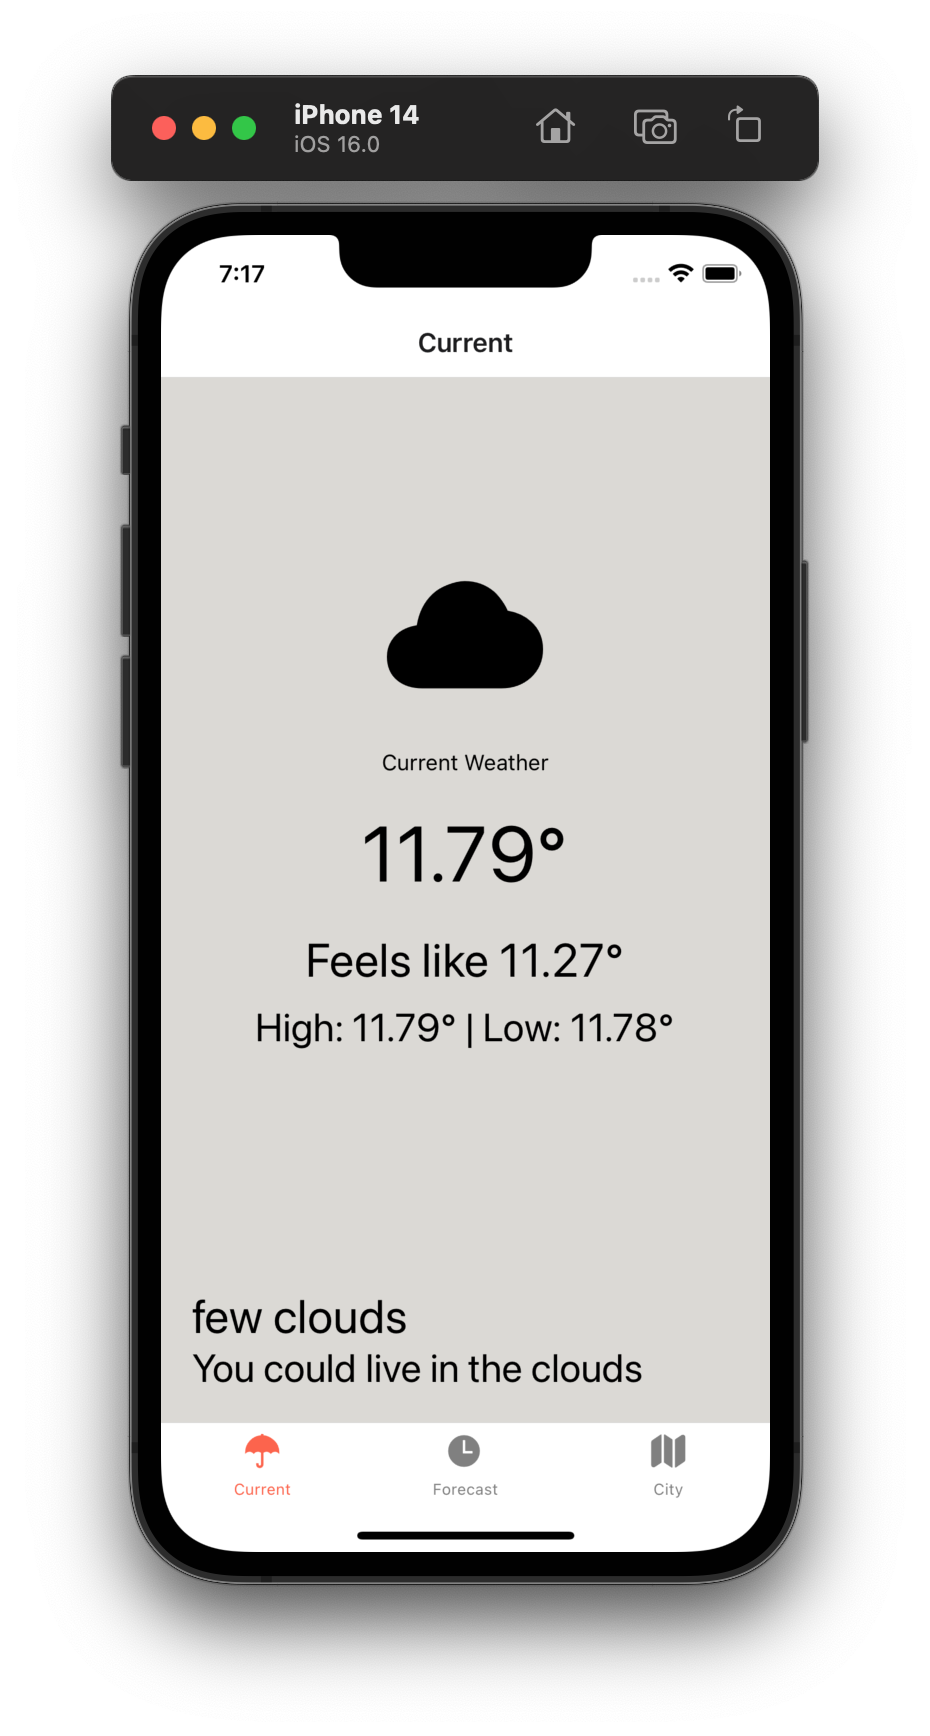 iPhone 14
iOS 16.0
7:17
Current
Current Weather
11.79°
Feels like 11.27°
High: 11.79° | Low: 11.78°
few clouds
You could live in the clouds
Current
Forecast
City